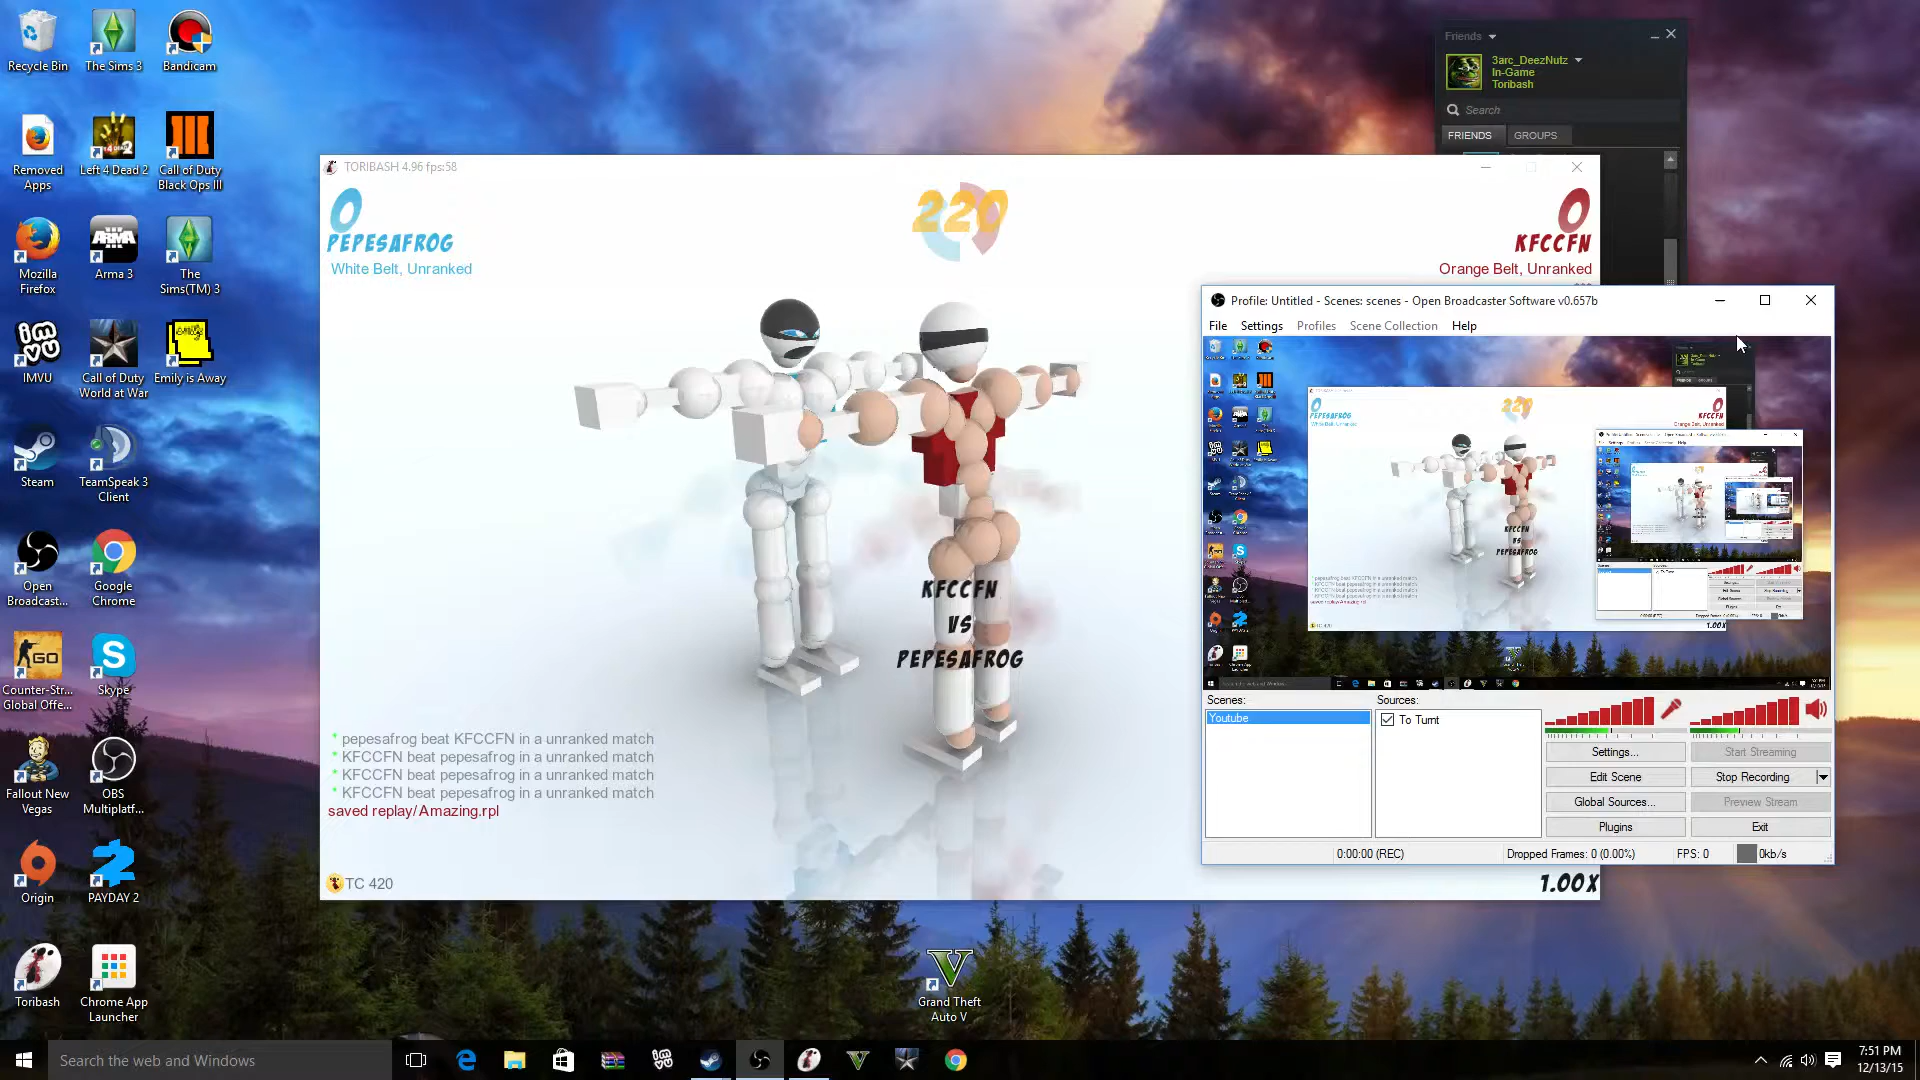 Recycle Bin
The Sims 3
Bandicam
Removed Apps
Left 4 Dead 2
Call of Duty Black Ops III
Mozilla Firefox
Arma 3
The Sims(TM) 3
IMVU
Call of Duty World at War
Emily is Away
Steam
TeamSpeak 3 Client
Open Broadcast...
Google Chrome
Counter-Str... Global Offe...
Skype
Fallout New Vegas
OBS Multiplatf...
Origin
PAYDAY 2
Toribash
Chrome App Launcher
Grand Theft Auto V
Friends
3arc_DeezNutz
In-Game
Toribash
Search
FRIENDS GROUPS
TORIBASH 4.96 fps:58
0
PEPESAFROG
White Belt, Unranked
220
0
KFCCFN
Orange Belt, Unranked
KFCCFN
VS
PEPESAFROG
* pepesafrog beat KFCCFN in a unranked match
* KFCCFN beat pepesafrog in a unranked match
* KFCCFN beat pepesafrog in a unranked match
* KFCCFN beat pepesafrog in a unranked match
saved replay/Amazing.rpl
TC 420
1.00X
Profile: Untitled - Scenes: scenes - Open Broadcaster Software v0.657b
File Settings Profiles Scene Collection Help
Scenes:
Youtube
Sources:
To Turnt
Settings...
Start Streaming
Edit Scene
Stop Recording
Global Sources...
Preview Stream
Plugins
Exit
0:00:00 (REC)
Dropped Frames: 0 (0.00%)
FPS: 0
0kb/s
Search the web and Windows
7:51 PM
12/13/15